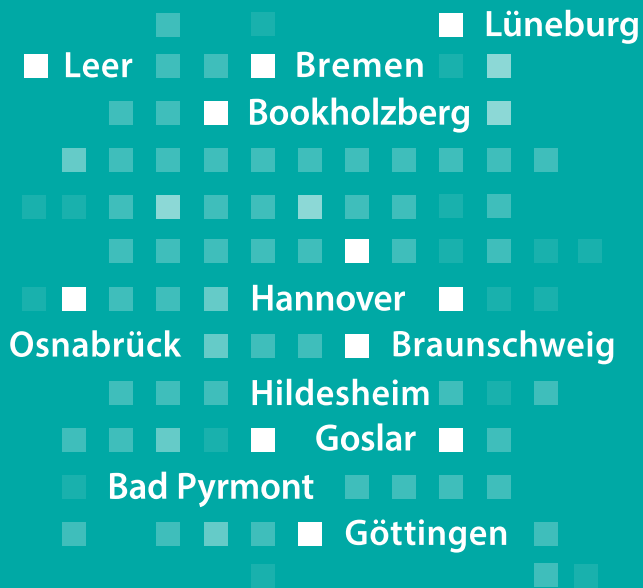 Lüneburg
Leer
Bremen
Bookholzberg
Hannover
Osnabrück
Braunschweig
Hildesheim
Goslar
Bad Pyrmont
Göttingen